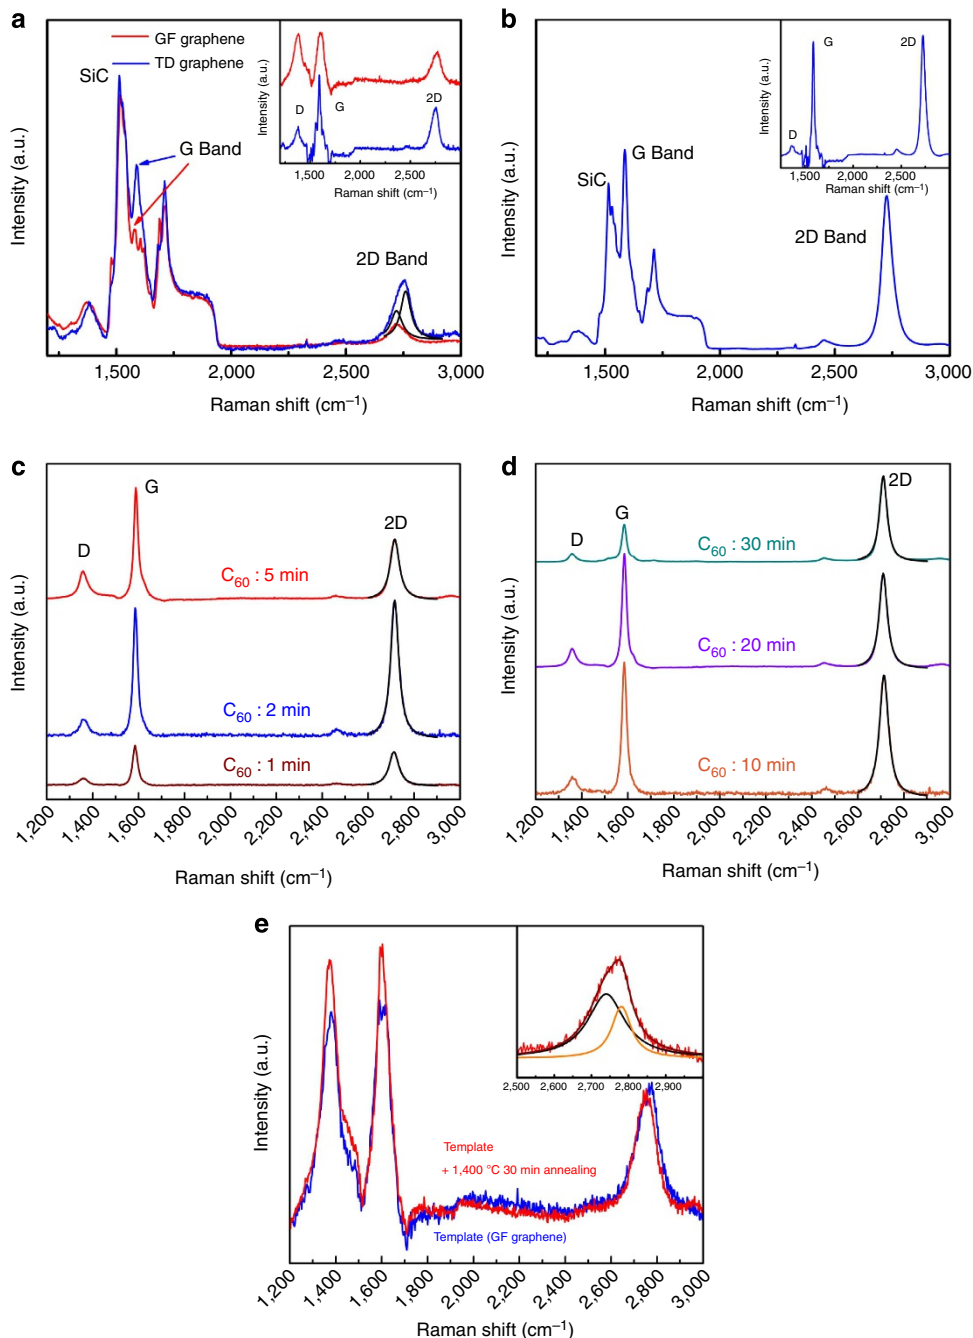 a
GF graphene
TD graphene
SiC
G Band
2D Band
Intensity (a.u.)
1,500
2,000
2,500
3,000
Raman shift (cm⁻¹)
D
G
2D
Intensity (a.u.)
1,500
2,000
2,500
Raman shift (cm⁻¹)
b
SiC
G Band
2D Band
Intensity (a.u.)
1,500
2,000
2,500
3,000
Raman shift (cm⁻¹)
D
G
2D
Intensity (a.u.)
1,500
2,000
2,500
Raman shift (cm⁻¹)
c
D
G
2D
C₆₀ : 5 min
C₆₀ : 2 min
C₆₀ : 1 min
Intensity (a.u.)
1,200
1,400
1,600
1,800
2,000
2,200
2,400
2,600
2,800
3,000
Raman shift (cm⁻¹)
d
D
G
2D
C₆₀ : 30 min
C₆₀ : 20 min
C₆₀ : 10 min
Intensity (a.u.)
1,200
1,400
1,600
1,800
2,000
2,200
2,400
2,600
2,800
3,000
Raman shift (cm⁻¹)
e
Intensity (a.u.)
2,500
2,600
2,700
2,800
2,900
Template
+ 1,400 °C 30 min annealing
Template (GF graphene)
1,200
1,400
1,600
1,800
2,000
2,200
2,400
2,600
2,800
3,000
Raman shift (cm⁻¹)